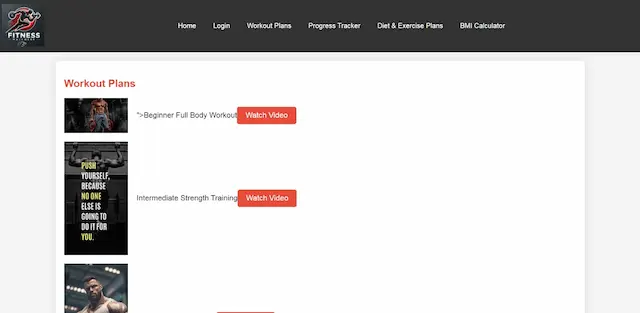 FITNESS
Home Login Workout Plans Progress Tracker Diet & Exercise Plans BMI Calculator
Workout Plans
">Beginner Full Body Workout Watch Video
PUSH
YOURSELF,
BECAUSE
NO ONE
ELSE IS
GOING TO
DO IT FOR
YOU.
Intermediate Strength Training Watch Video